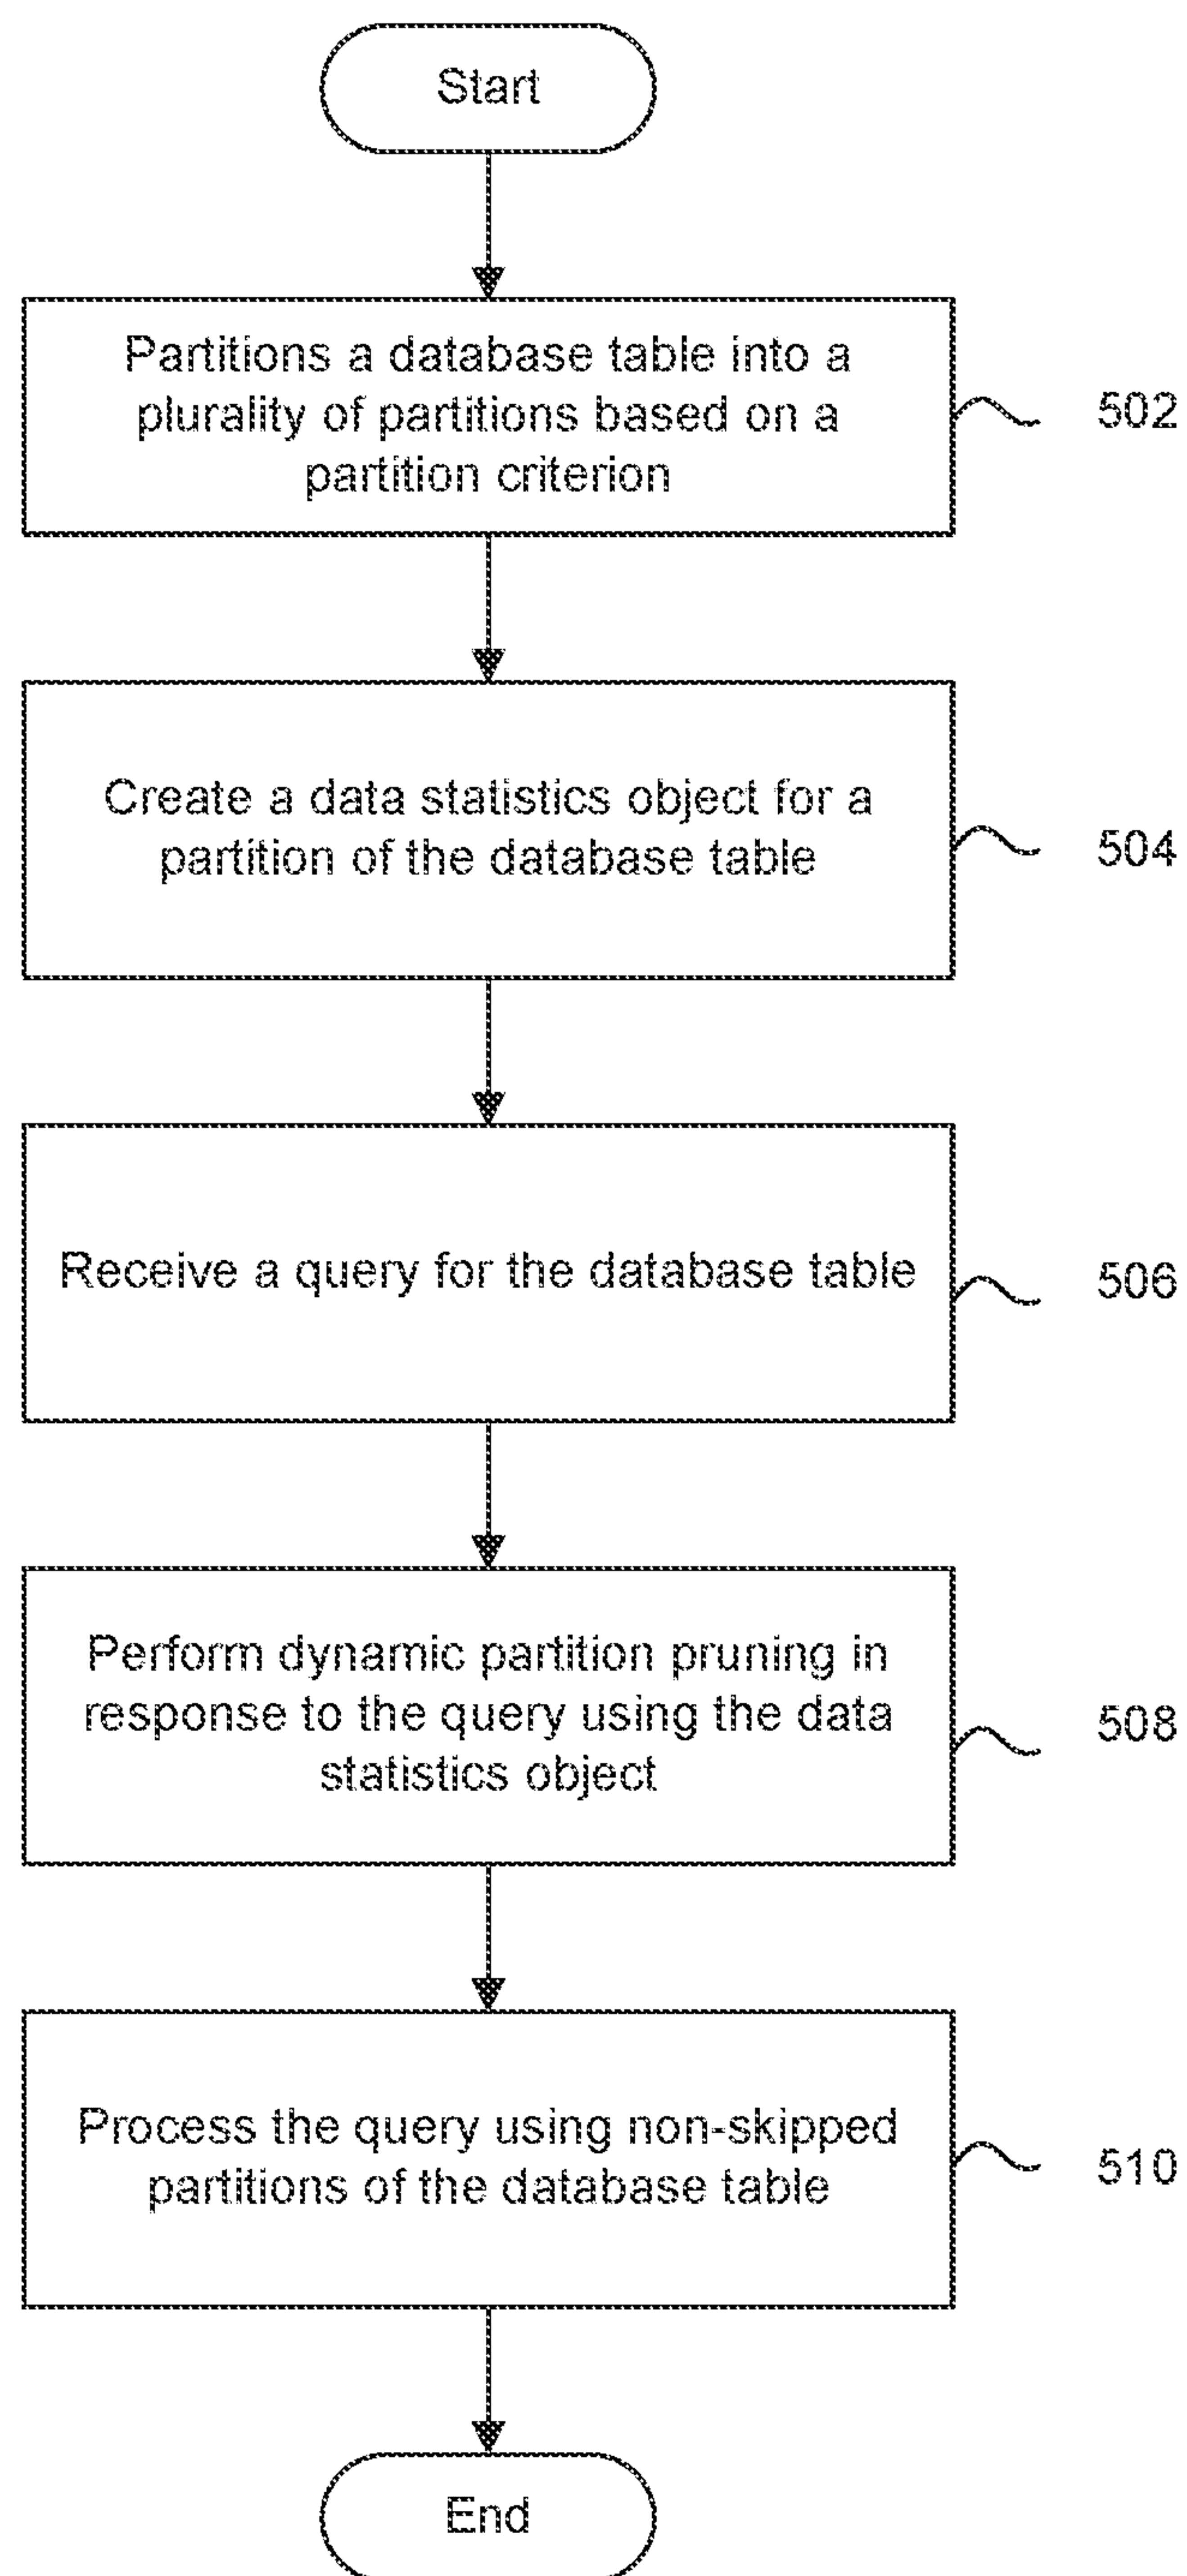 Start
Partitions a database table into a
plurality of partitions based on a
partition criterion
502
Create a data statistics object for a
partition of the database table
504
Receive a query for the database table
506
Perform dynamic partition pruning in
response to the query using the data
statistics object
508
Process the query using non-skipped
partitions of the database table
510
End